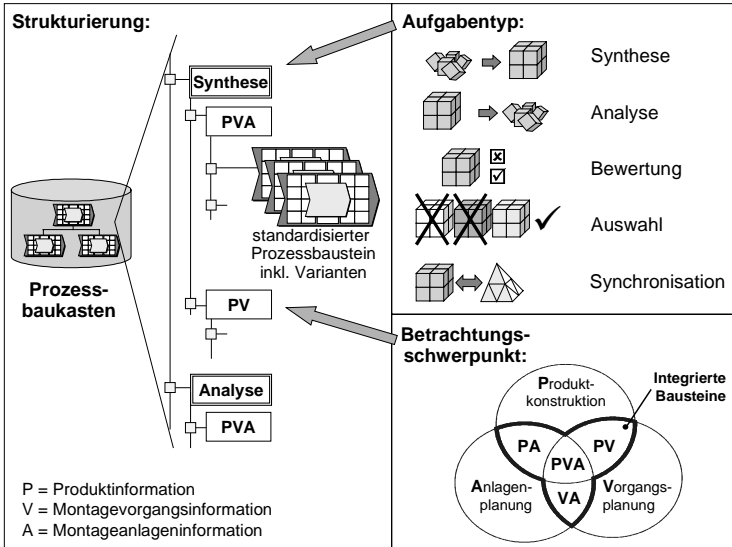 Strukturierung:
Synthese
PVA
standardisierter
Prozessbaustein
inkl. Varianten
Prozess-
baukasten
PV
Analyse
PVA
P = Produktinformation
V = Montagevorgangsinformation
A = Montageanlageninformation
Aufgabentyp:
Synthese
Analyse
Bewertung
Auswahl
Synchronisation
Betrachtungs-
schwerpunkt:
Integrierte
Bausteine
Produkt-
konstruktion
PA
PV
PVA
VA
Anlagen-
planung
Vorgangs-
planung